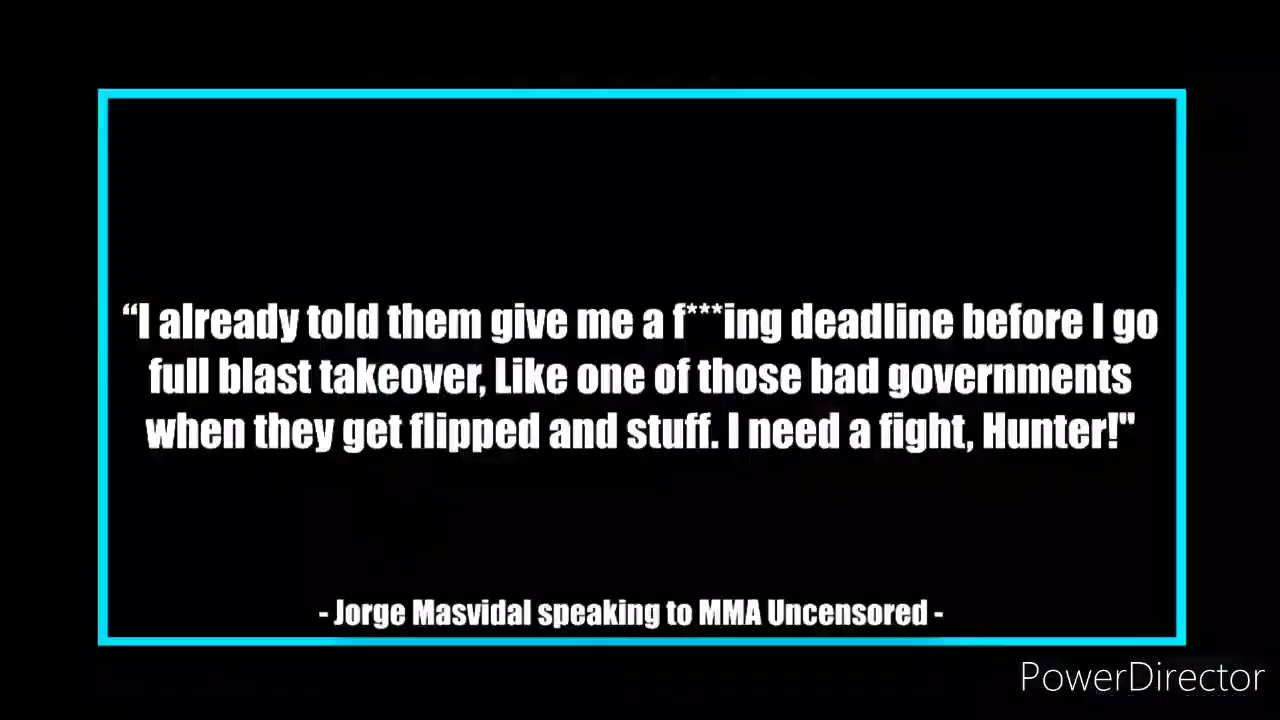 “I already told them give me a f***ing deadline before I go
full blast takeover, Like one of those bad governments
when they get flipped and stuff. I need a fight, Hunter!"
- Jorge Masvidal speaking to MMA Uncensored -
PowerDirector